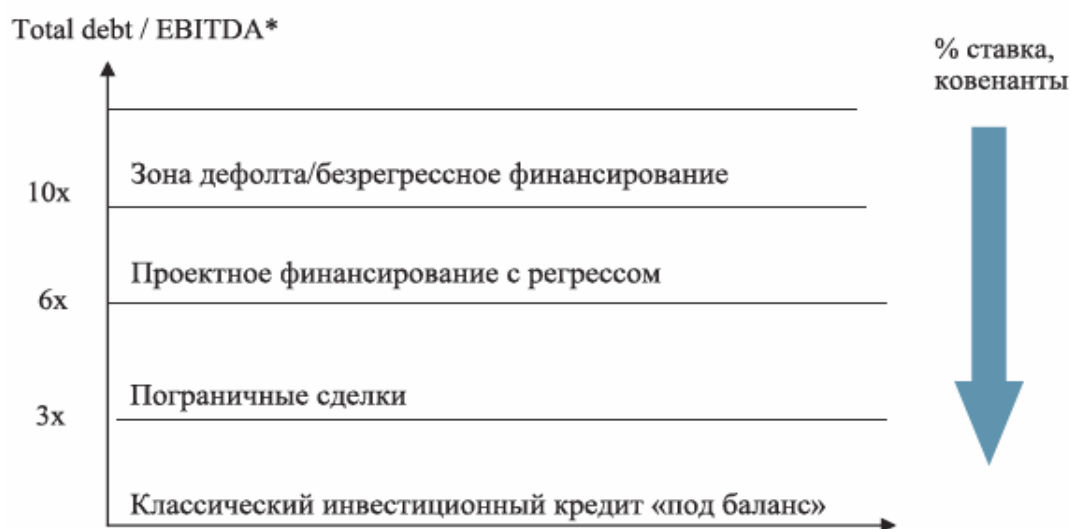 Total debt / EBITDA*
% ставка,
ковенанты
Зона дефолта/безрегрессное финансирование
10x
Проектное финансирование с регрессом
6x
Пограничные сделки
3x
Классический инвестиционный кредит «под баланс»